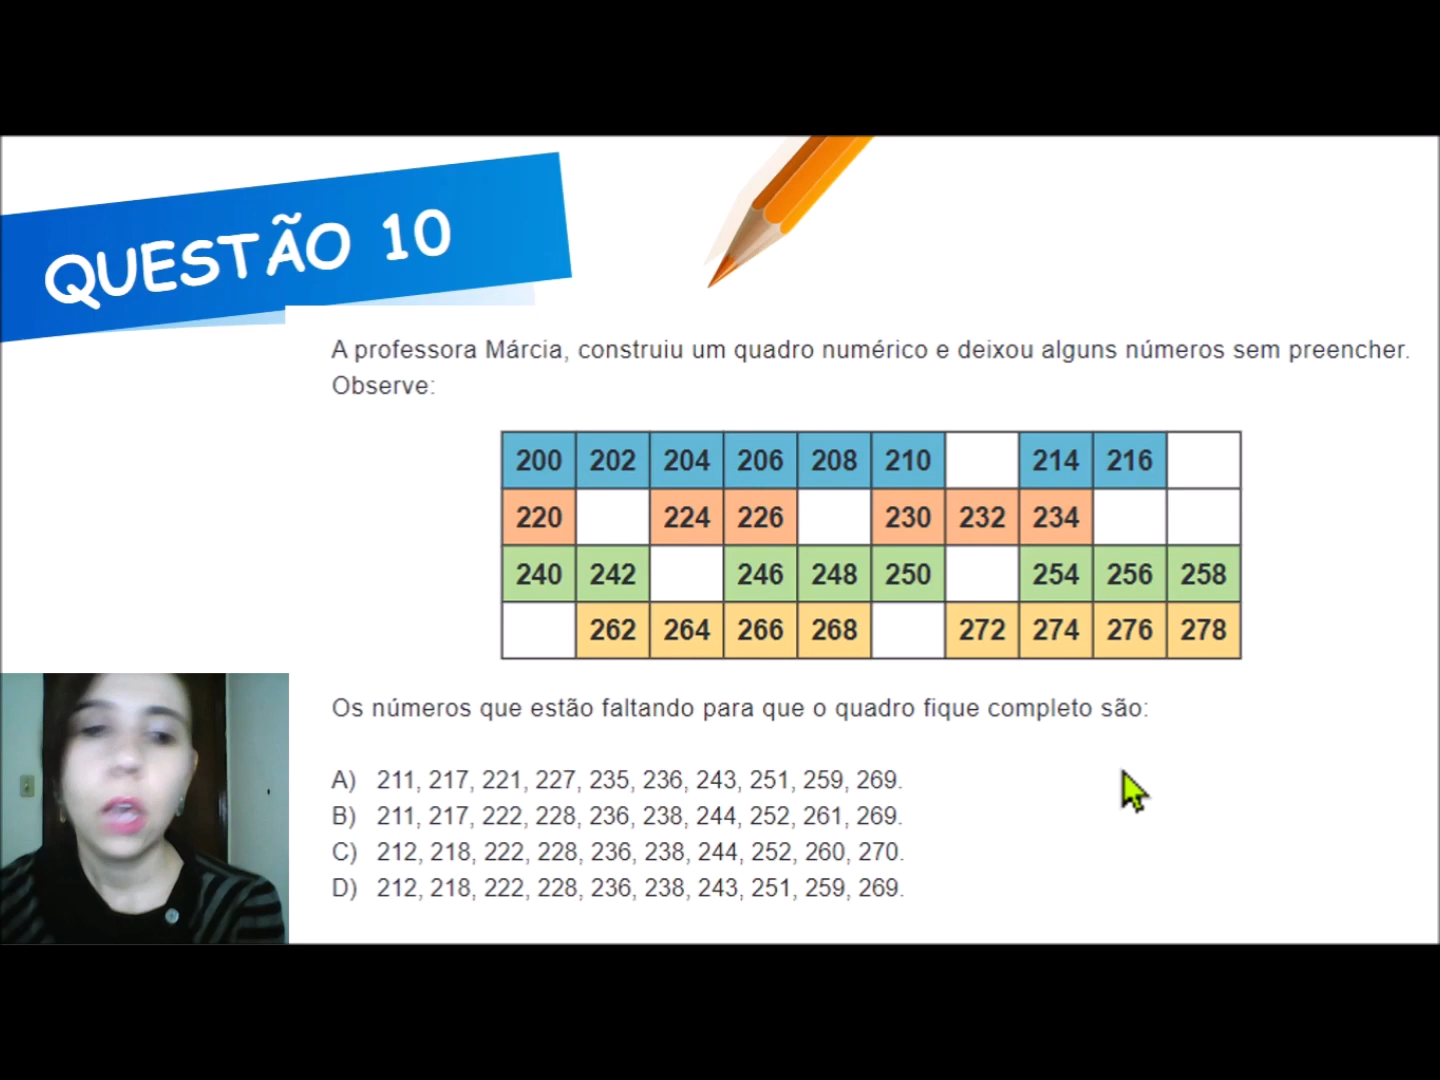 QUESTÃO 10
A professora Márcia, construiu um quadro numérico e deixou alguns números sem preencher.
Observe:
200 202 204 206 208 210 214 216
220 224 226 230 232 234
240 242 246 248 250 254 256 258
262 264 266 268 272 274 276 278
Os números que estão faltando para que o quadro fique completo são:
A) 211, 217, 221, 227, 235, 236, 243, 251, 259, 269.
B) 211, 217, 222, 228, 236, 238, 244, 252, 261, 269.
C) 212, 218, 222, 228, 236, 238, 244, 252, 260, 270.
D) 212, 218, 222, 228, 236, 238, 243, 251, 259, 269.